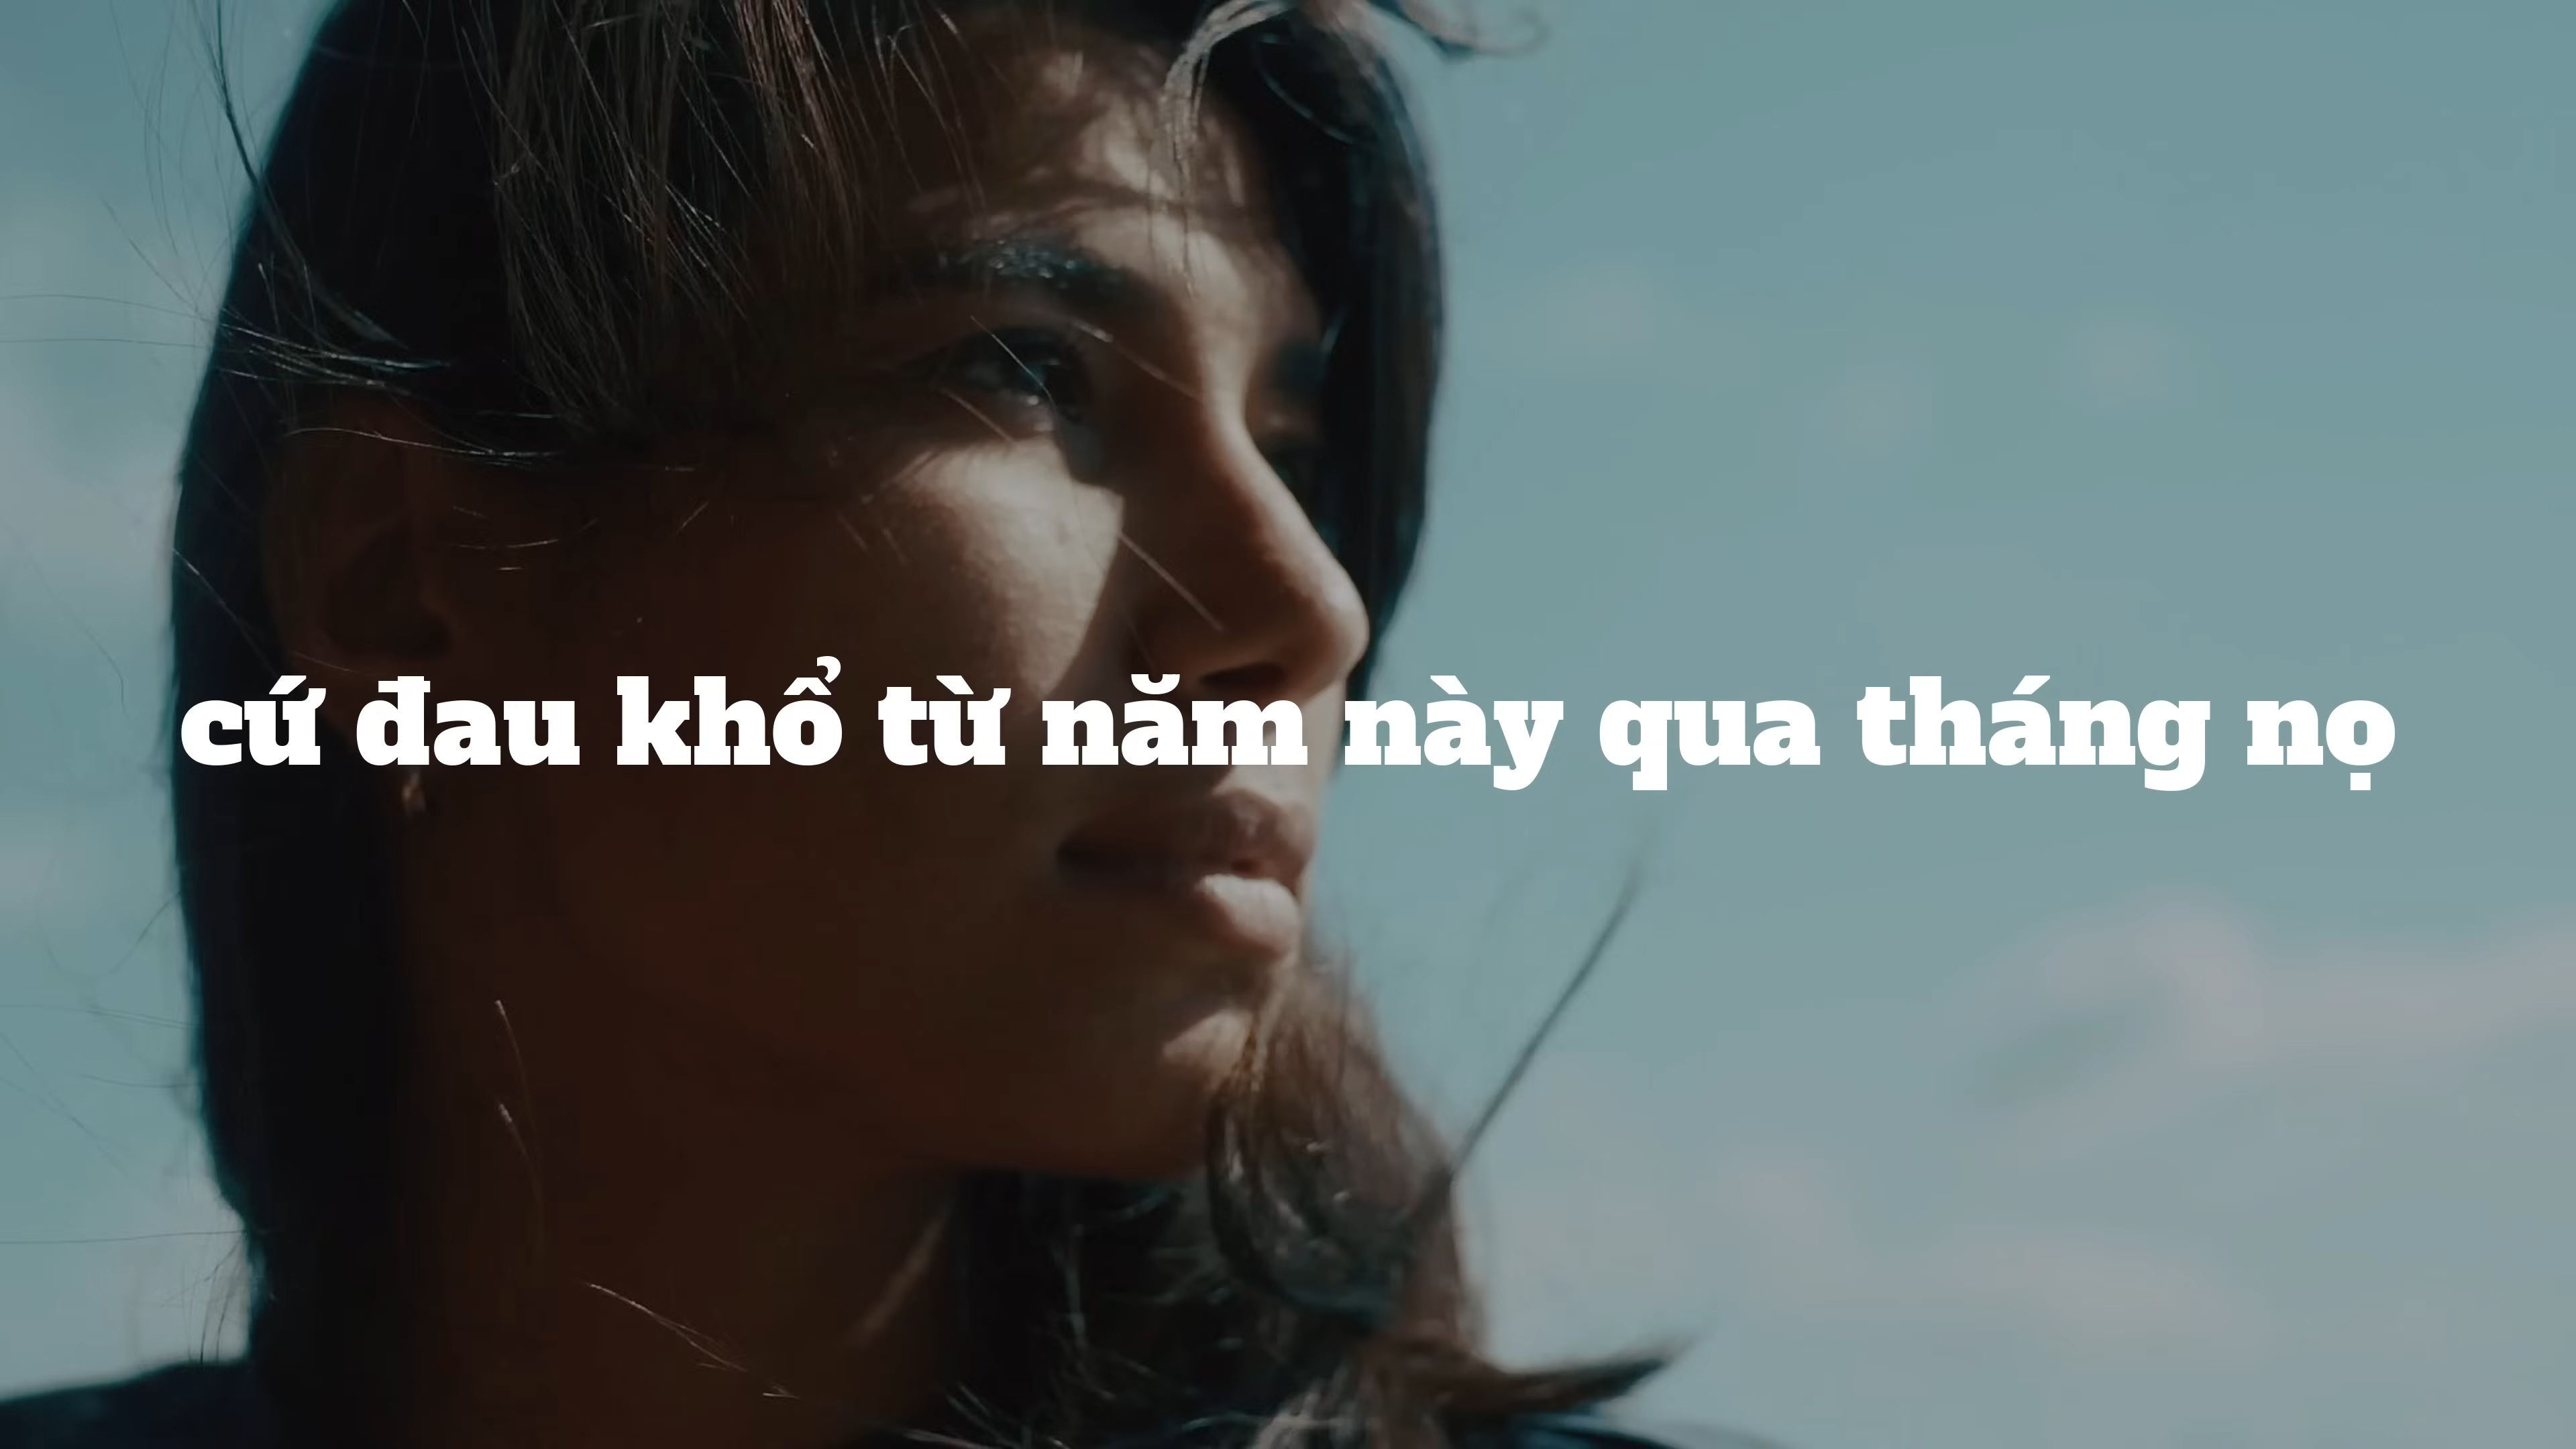 cứ đau khổ từ năm này qua tháng nọ